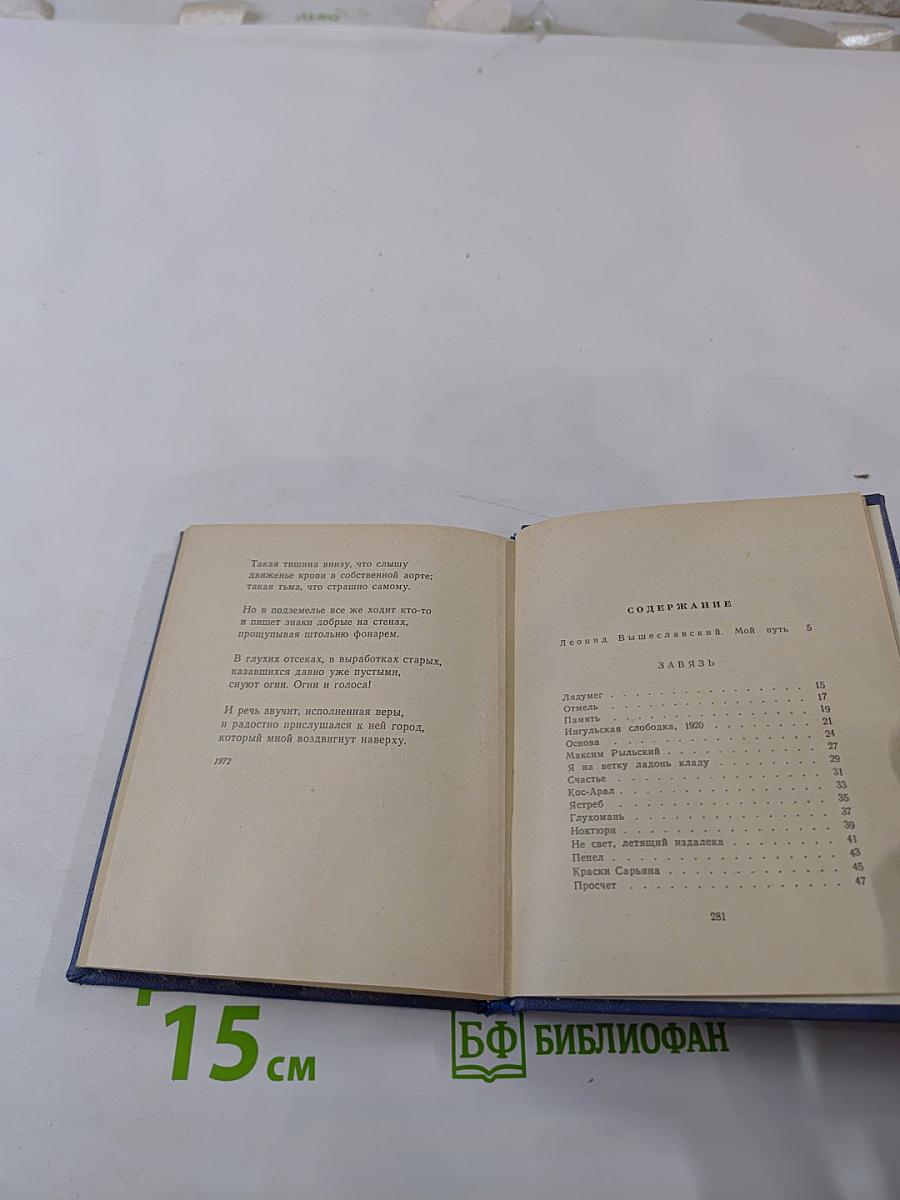 Такая тишина внизу, что слышу
движенье крови в собственной аорте;
такая тьма, что страшно самому.
Но в подземелье все же ходит кто-то
и пишет знаки добрые на стенах,
прощупывая штольню фонарем.
В глухих отсеках, в выработках старых,
казавшихся давно уже пустыми,
снуют огни. Огни и голоса!
И речь звучит, исполненная веры,
и радостно прислушался к ней город,
который мной воздвигнут наверху.
1972
СОДЕРЖАНИЕ
Леонид Вышеславский. Мой путь 5
ЗАВЯЗЬ
Лядумег . . . . . . . . . . . . . . . 15
Отмель . . . . . . . . . . . . . . . 17
Память . . . . . . . . . . . . . . . 19
Ингульская слободка, 1920 . . . . . . . . 21
Основа . . . . . . . . . . . . . . . 24
Максим Рыльский . . . . . . . . . . . 27
Я на ветку ладонь кладу . . . . . . . . 29
Счастье . . . . . . . . . . . . . . . 31
Кос-Арал . . . . . . . . . . . . . . . 33
Ястреб . . . . . . . . . . . . . . . 35
Глухомань . . . . . . . . . . . . . . 37
Ноктюрн . . . . . . . . . . . . . . . 39
Не свет, летящий издалека . . . . . . . . 41
Пепел . . . . . . . . . . . . . . . . 43
Краски Сарьяна . . . . . . . . . . . . 45
Просчет . . . . . . . . . . . . . . . 47
281
15 см
БФ БИБЛИОФАН